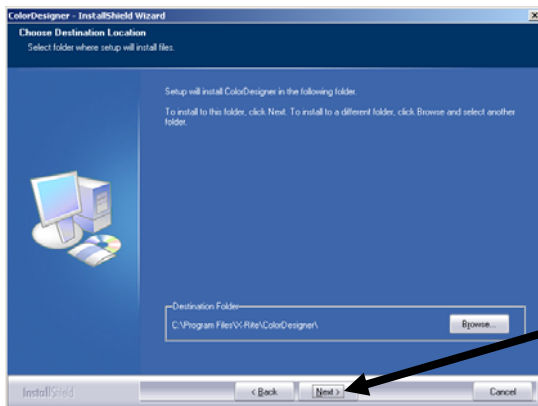 ColorDesigner - InstallShield Wizard
Choose Destination Location
Select folder where setup will install files.
Setup will install ColorDesigner in the following folder.
To install to this folder, click Next. To install to a different folder, click Browse and select another
folder.
Destination Folder
C:\Program Files\X-Rite\ColorDesigner\
Browse...
InstallShield
< Back
Next >
Cancel